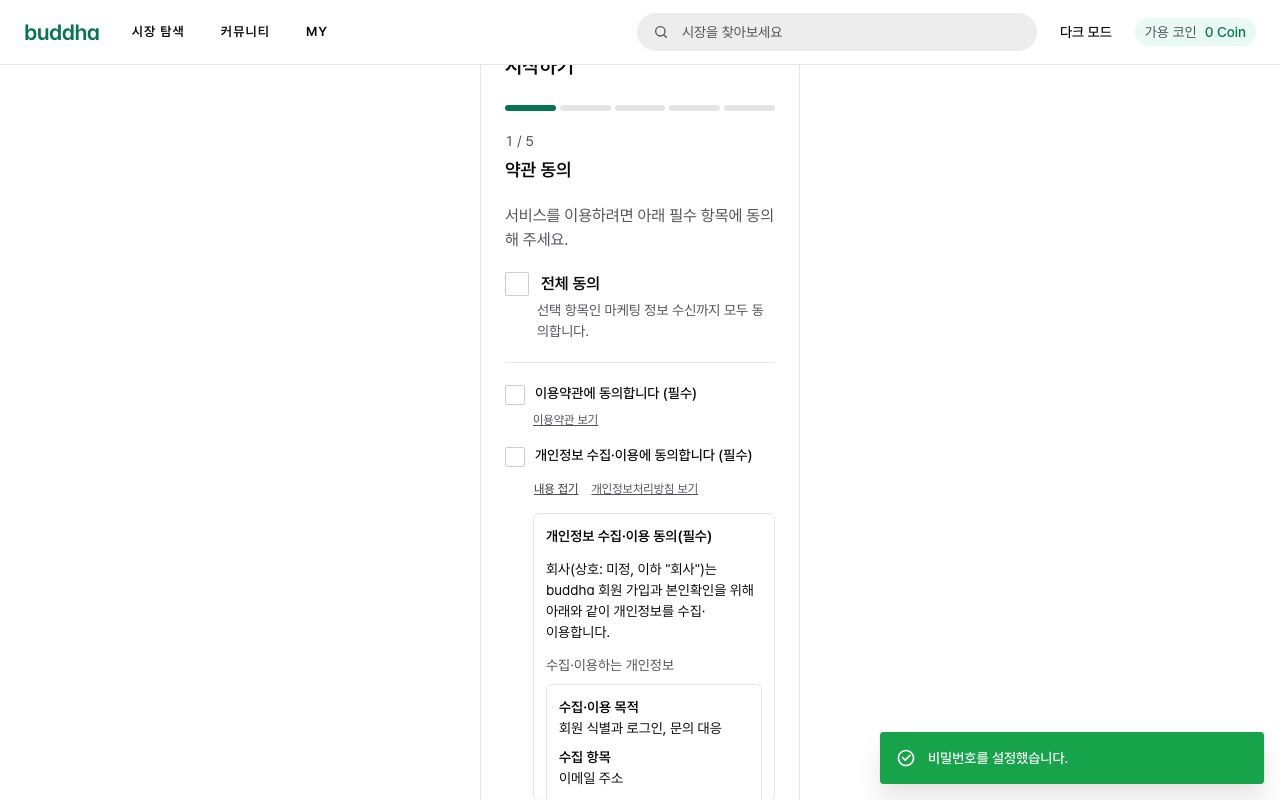 buddha
시장 탐색
커뮤니티
MY
시장을 찾아보세요
다크 모드
가용 코인 0 Coin
시작하기
1 / 5
약관 동의
서비스를 이용하려면 아래 필수 항목에 동의
해 주세요.
전체 동의
선택 항목인 마케팅 정보 수신까지 모두 동
의합니다.
이용약관에 동의합니다 (필수)
이용약관 보기
개인정보 수집·이용에 동의합니다 (필수)
내용 접기 개인정보처리방침 보기
개인정보 수집·이용 동의(필수)
회사(상호: 미정, 이하 "회사")는
buddha 회원 가입과 본인확인을 위해
아래와 같이 개인정보를 수집·
이용합니다.
수집·이용하는 개인정보
수집·이용 목적
회원 식별과 로그인, 문의 대응
수집 항목
이메일 주소
비밀번호를 설정했습니다.